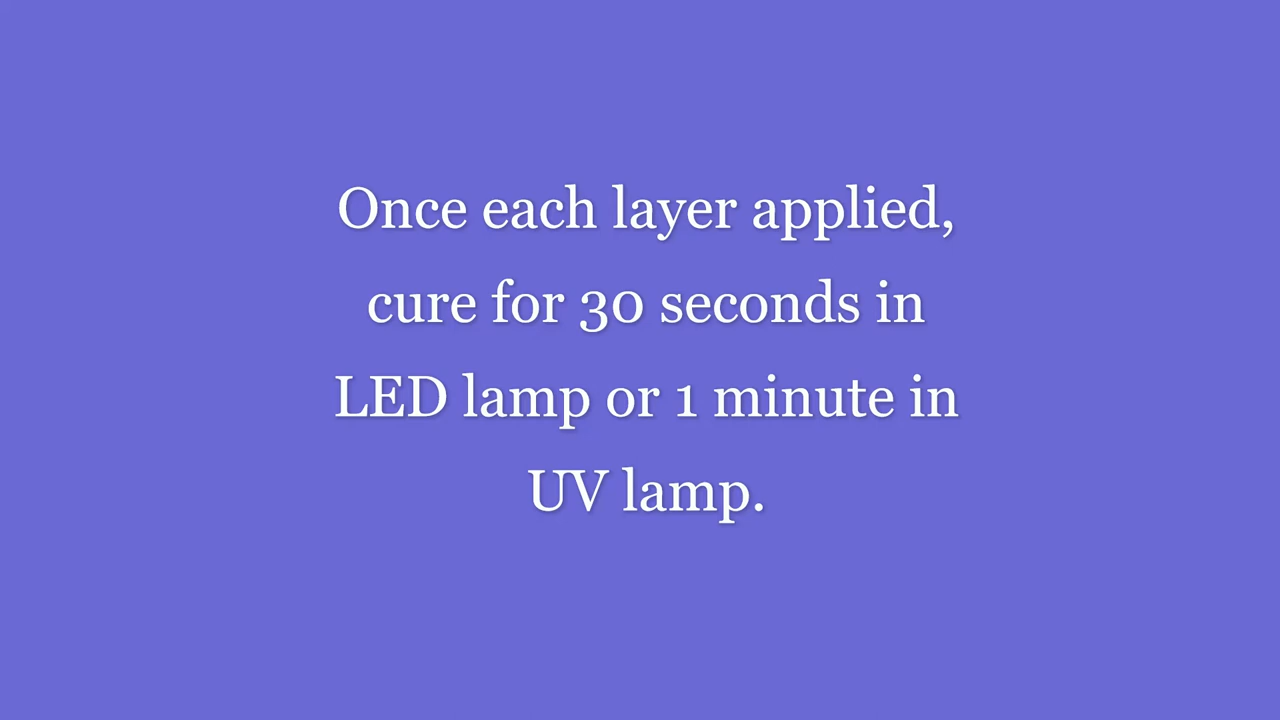 Once each layer applied,
cure for 30 seconds in
LED lamp or 1 minute in
UV lamp.